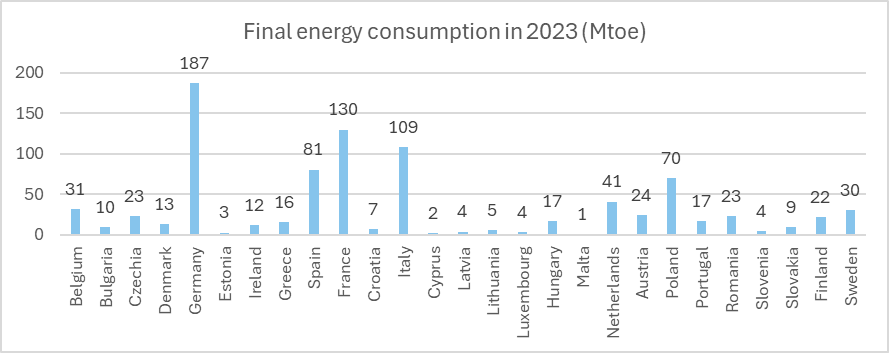 Final energy consumption in 2023 (Mtoe)
200
150
100
50
0
31
10
23
13
187
3
12
16
81
130
7
109
2
4
5
4
17
1
41
24
70
17
23
4
9
22
30
Belgium
Bulgaria
Czechia
Denmark
Germany
Estonia
Ireland
Greece
Spain
France
Croatia
Italy
Cyprus
Latvia
Lithuania
Luxembourg
Hungary
Malta
Netherlands
Austria
Poland
Portugal
Romania
Slovenia
Slovakia
Finland
Sweden